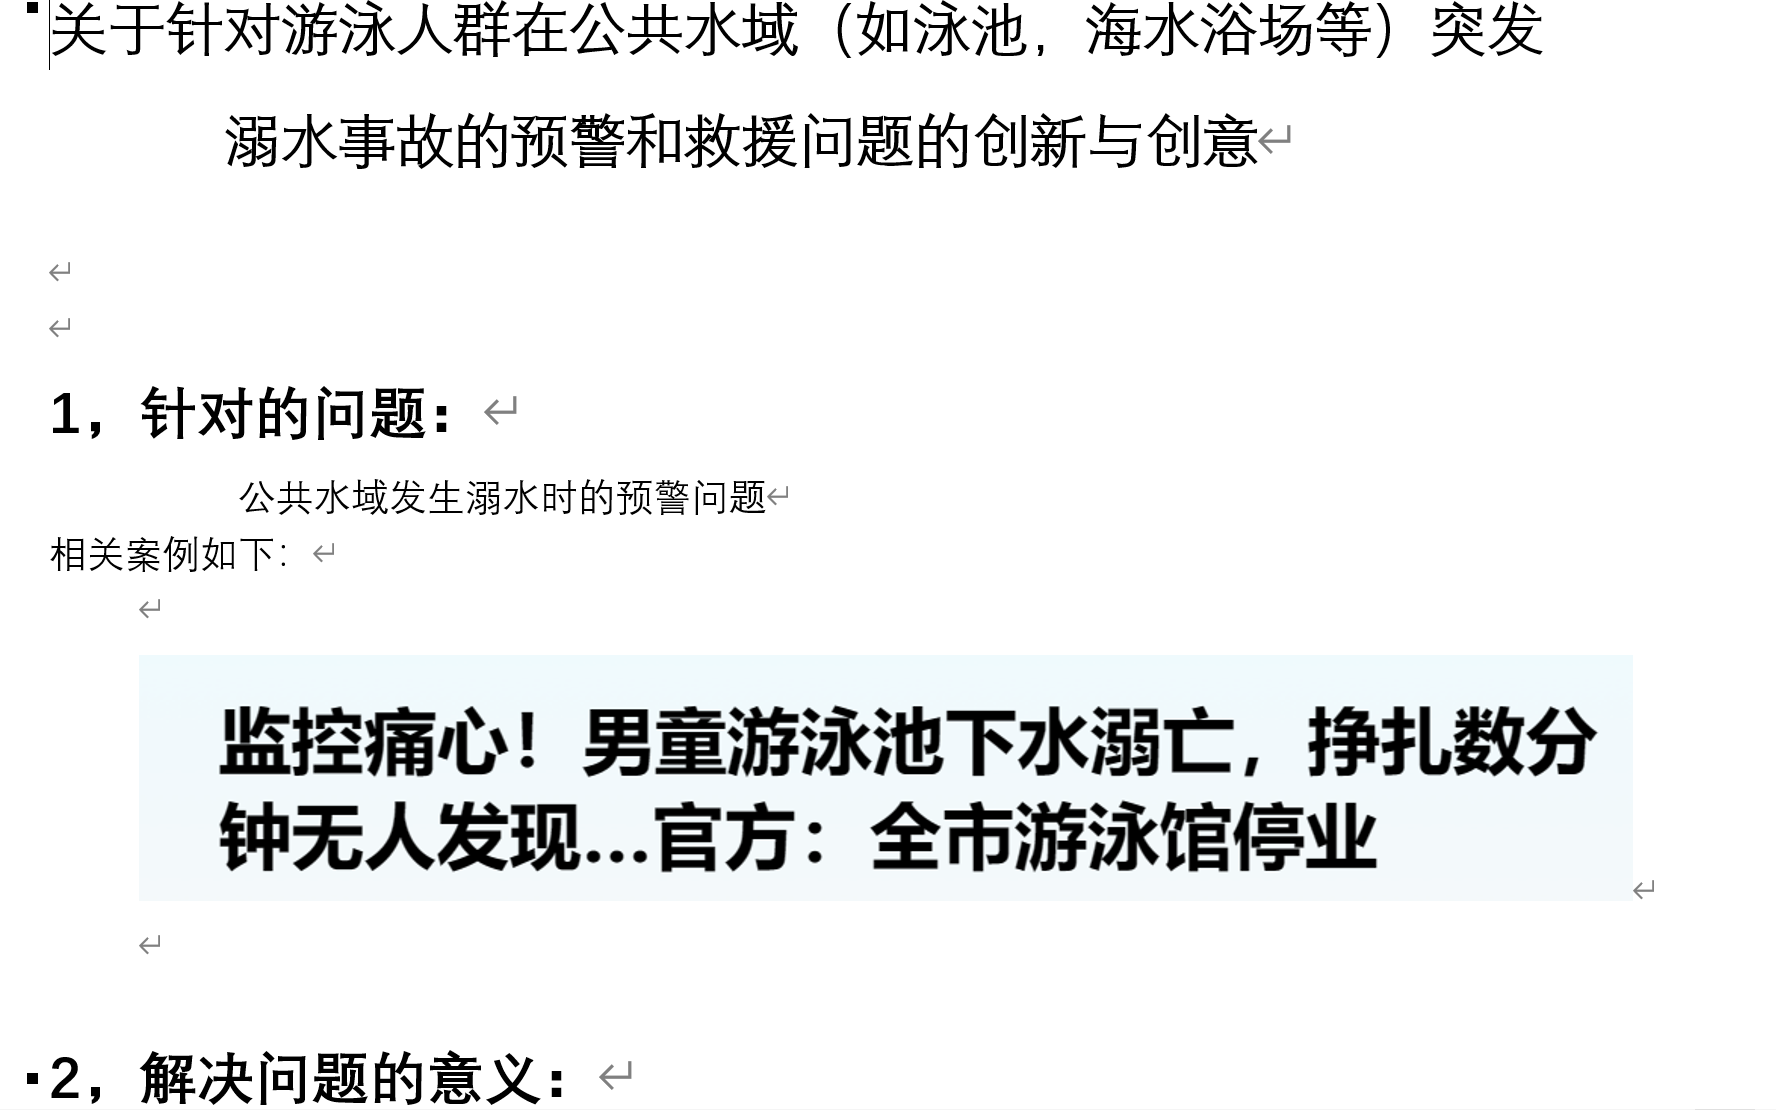 关于针对游泳人群在公共水域（如泳池，海水浴场等）突发
溺水事故的预警和救援问题的创新与创意
1，针对的问题：
公共水域发生溺水时的预警问题
相关案例如下：
监控痛心！男童游泳池下水溺亡，挣扎数分
钟无人发现...官方：全市游泳馆停业
2，解决问题的意义：